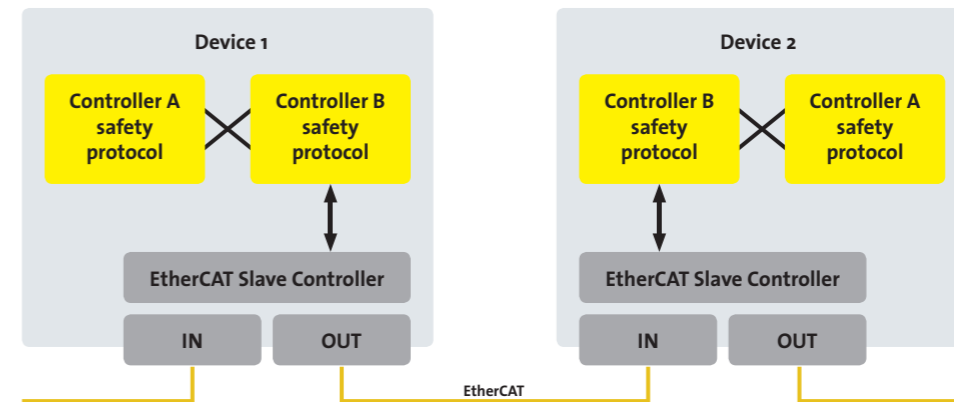 Device 1
Controller A
safety
protocol
Controller B
safety
protocol
EtherCAT Slave Controller
IN
OUT
Device 2
Controller B
safety
protocol
Controller A
safety
protocol
EtherCAT Slave Controller
IN
OUT
EtherCAT